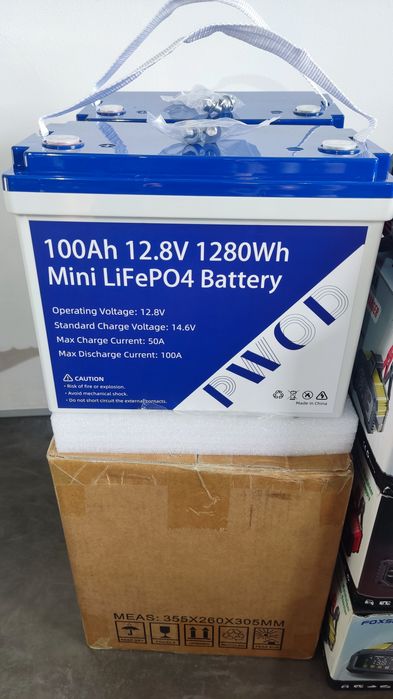 100Ah 12.8V 1280Wh
Mini LiFePO4 Battery
Operating Voltage: 12.8V
Standard Charge Voltage: 14.6V
Max Charge Current: 50A
Max Discharge Current: 100A
CAUTION
• Risk of fire or explosion.
• Avoid mechanical shock.
• Do not short circuit the external contacts.
PWOD
Made In China
MEAS: 355X260X305MM
FOXS